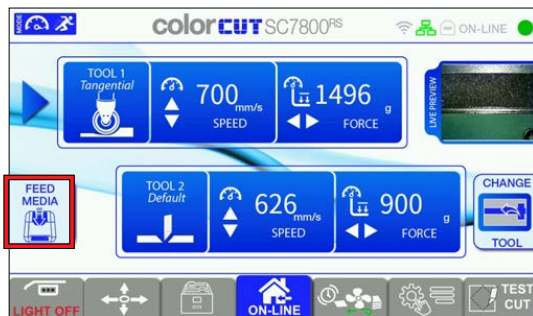 MODE
colorCUT SC7800RS
ON-LINE
TOOL 1
Tangential
700 mm/s
SPEED
1496 g
FORCE
LIVE PREVIEW
FEED
MEDIA
TOOL 2
Default
626 mm/s
SPEED
900 g
FORCE
CHANGE
TOOL
LIGHT OFF
ON-LINE
TEST
CUT